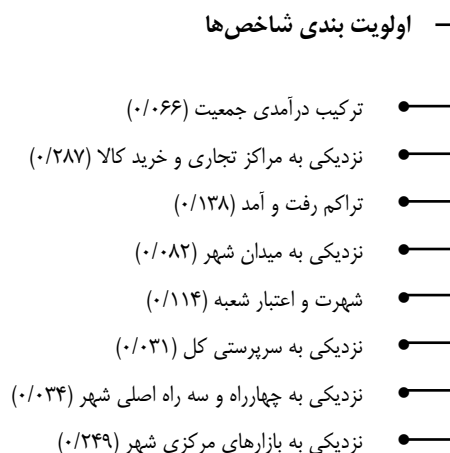 – اولویت بندی شاخص‌ها
• ترکیب درآمدی جمعیت (۰/۰۶۶)
• نزدیکی به مراکز تجاری و خرید کالا (۰/۲۸۷)
• تراکم رفت و آمد (۰/۱۳۸)
• نزدیکی به میدان شهر (۰/۰۸۲)
• شهرت و اعتبار شعبه (۰/۱۱۴)
• نزدیکی به سرپرستی کل (۰/۰۳۱)
• نزدیکی به چهارراه و سه راه اصلی شهر (۰/۰۳۴)
• نزدیکی به بازارهای مرکزی شهر (۰/۲۴۹)